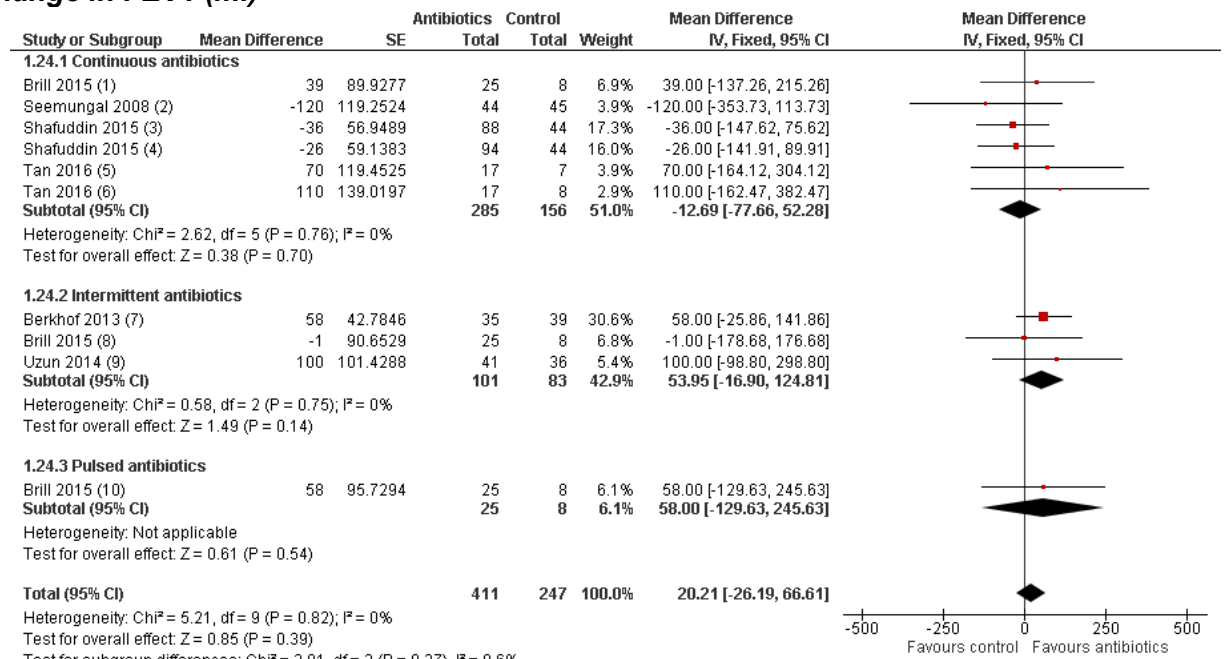 Antibiotics Control Mean Difference Mean Difference
Study or Subgroup Mean Difference SE Total Total Weight IV, Fixed, 95% CI IV, Fixed, 95% CI
1.24.1 Continuous antibiotics
Brill 2015 (1) 39 89.9277 25 8 6.9% 39.00 [-137.26, 215.26]
Seemungal 2008 (2) -120 119.2524 44 45 3.9% -120.00 [-353.73, 113.73]
Shafuddin 2015 (3) -36 56.9489 88 44 17.3% -36.00 [-147.62, 75.62]
Shafuddin 2015 (4) -26 59.1383 94 44 16.0% -26.00 [-141.91, 89.91]
Tan 2016 (5) 70 119.4525 17 7 3.9% 70.00 [-164.12, 304.12]
Tan 2016 (6) 110 139.0197 17 8 2.9% 110.00 [-162.47, 382.47]
Subtotal (95% CI) 285 156 51.0% -12.69 [-77.66, 52.28]
Heterogeneity: Chi² = 2.62, df = 5 (P = 0.76); I² = 0%
Test for overall effect: Z = 0.38 (P = 0.70)
1.24.2 Intermittent antibiotics
Berkhof 2013 (7) 58 42.7846 35 39 30.6% 58.00 [-25.86, 141.86]
Brill 2015 (8) -1 90.6529 25 8 6.8% -1.00 [-178.68, 176.68]
Uzun 2014 (9) 100 101.4288 41 36 5.4% 100.00 [-98.80, 298.80]
Subtotal (95% CI) 101 83 42.9% 53.95 [-16.90, 124.81]
Heterogeneity: Chi² = 0.58, df = 2 (P = 0.75); I² = 0%
Test for overall effect: Z = 1.49 (P = 0.14)
1.24.3 Pulsed antibiotics
Brill 2015 (10) 58 95.7294 25 8 6.1% 58.00 [-129.63, 245.63]
Subtotal (95% CI) 25 8 6.1% 58.00 [-129.63, 245.63]
Heterogeneity: Not applicable
Test for overall effect: Z = 0.61 (P = 0.54)
Total (95% CI) 411 247 100.0% 20.21 [-26.19, 66.61]
Heterogeneity: Chi² = 5.21, df = 9 (P = 0.82); I² = 0%
Test for overall effect: Z = 0.85 (P = 0.39)
-500 -250 0 250 500
Favours control Favours antibiotics